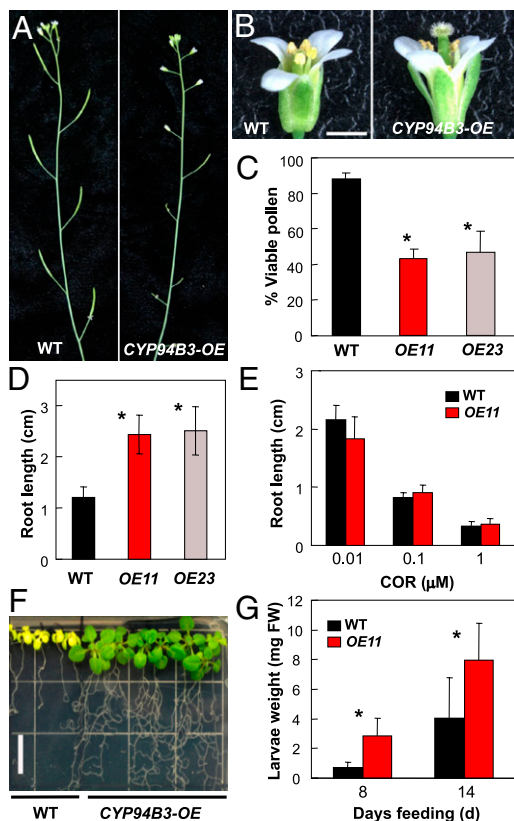 A
WT
CYP94B3-OE
B
WT
CYP94B3-OE
C
% Viable pollen
100
80
60
40
20
0
*
*
WT
OE11
OE23
D
Root length (cm)
3
2
1
0
*
*
WT
OE11
OE23
E
Root length (cm)
3
2
1
0
WT
OE11
0.01
0.1
1
COR (μM)
F
WT
CYP94B3-OE
G
Larvae weight (mg FW)
12
10
8
6
4
2
0
WT
OE11
*
*
8
14
Days feeding (d)